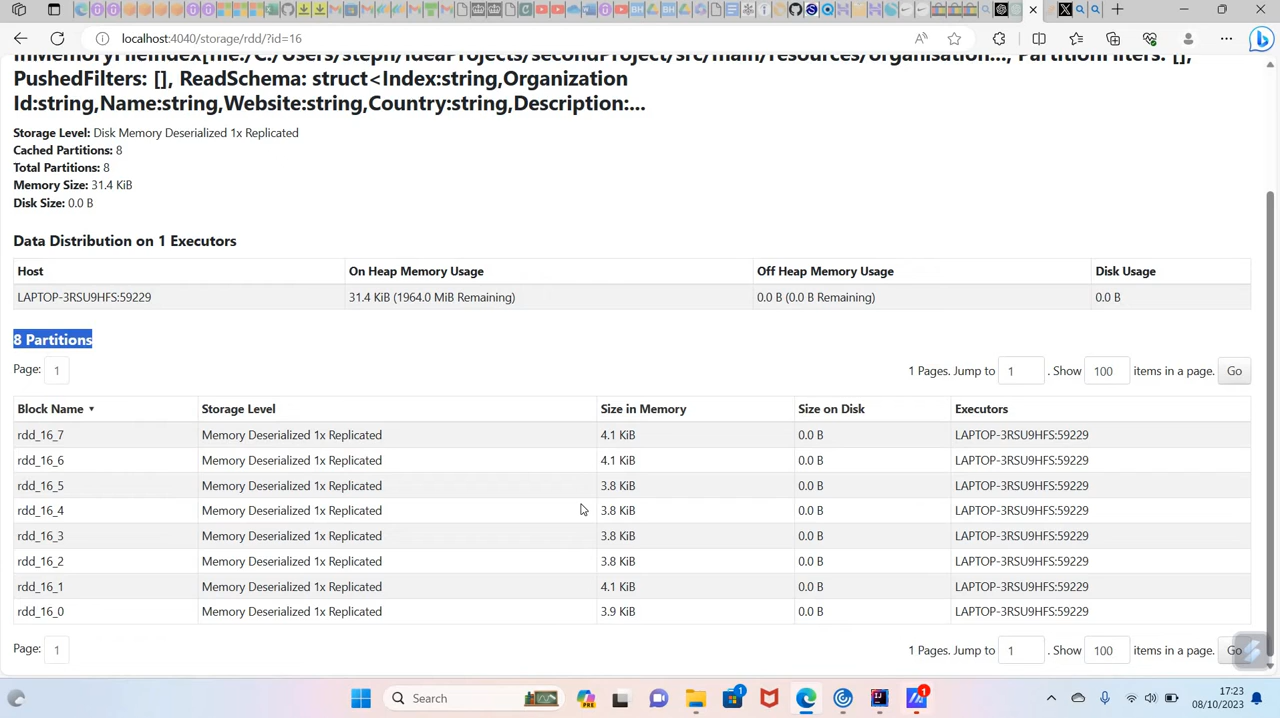 localhost:4040/storage/rdd/?id=16
InMemoryFileIndex[file:/C:/Users/steph/IdeaProjects/secondProject/src/main/resources/organisation..., PartitionFilters: [],
PushedFilters: [], ReadSchema: struct<Index:string,Organization
Id:string,Name:string,Website:string,Country:string,Description:...
Storage Level: Disk Memory Deserialized 1x Replicated
Cached Partitions: 8
Total Partitions: 8
Memory Size: 31.4 KiB
Disk Size: 0.0 B
Data Distribution on 1 Executors
Host On Heap Memory Usage Off Heap Memory Usage Disk Usage
LAPTOP-3RSU9HFS:59229 31.4 KiB (1964.0 MiB Remaining) 0.0 B (0.0 B Remaining) 0.0 B
8 Partitions
Page: 1 1 Pages. Jump to 1 . Show 100 items in a page. Go
Block Name ▾ Storage Level Size in Memory Size on Disk Executors
rdd_16_7 Memory Deserialized 1x Replicated 4.1 KiB 0.0 B LAPTOP-3RSU9HFS:59229
rdd_16_6 Memory Deserialized 1x Replicated 4.1 KiB 0.0 B LAPTOP-3RSU9HFS:59229
rdd_16_5 Memory Deserialized 1x Replicated 3.8 KiB 0.0 B LAPTOP-3RSU9HFS:59229
rdd_16_4 Memory Deserialized 1x Replicated 3.8 KiB 0.0 B LAPTOP-3RSU9HFS:59229
rdd_16_3 Memory Deserialized 1x Replicated 3.8 KiB 0.0 B LAPTOP-3RSU9HFS:59229
rdd_16_2 Memory Deserialized 1x Replicated 3.8 KiB 0.0 B LAPTOP-3RSU9HFS:59229
rdd_16_1 Memory Deserialized 1x Replicated 4.1 KiB 0.0 B LAPTOP-3RSU9HFS:59229
rdd_16_0 Memory Deserialized 1x Replicated 3.9 KiB 0.0 B LAPTOP-3RSU9HFS:59229
Page: 1 1 Pages. Jump to 1 . Show 100 items in a page. Go
Search 17:23
08/10/2023